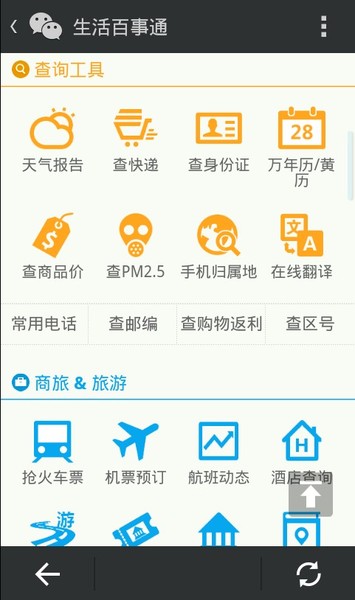 生活百事通
查询工具
28
天气报告
查快递
查身份证
万年历/黄
历
$
文
A
查商品价
查PM2.5
手机归属地
在线翻译
常用电话
查邮编
查购物返利
查区号
商旅 & 旅游
H
抢火车票
机票预订
航班动态
酒店查询
游